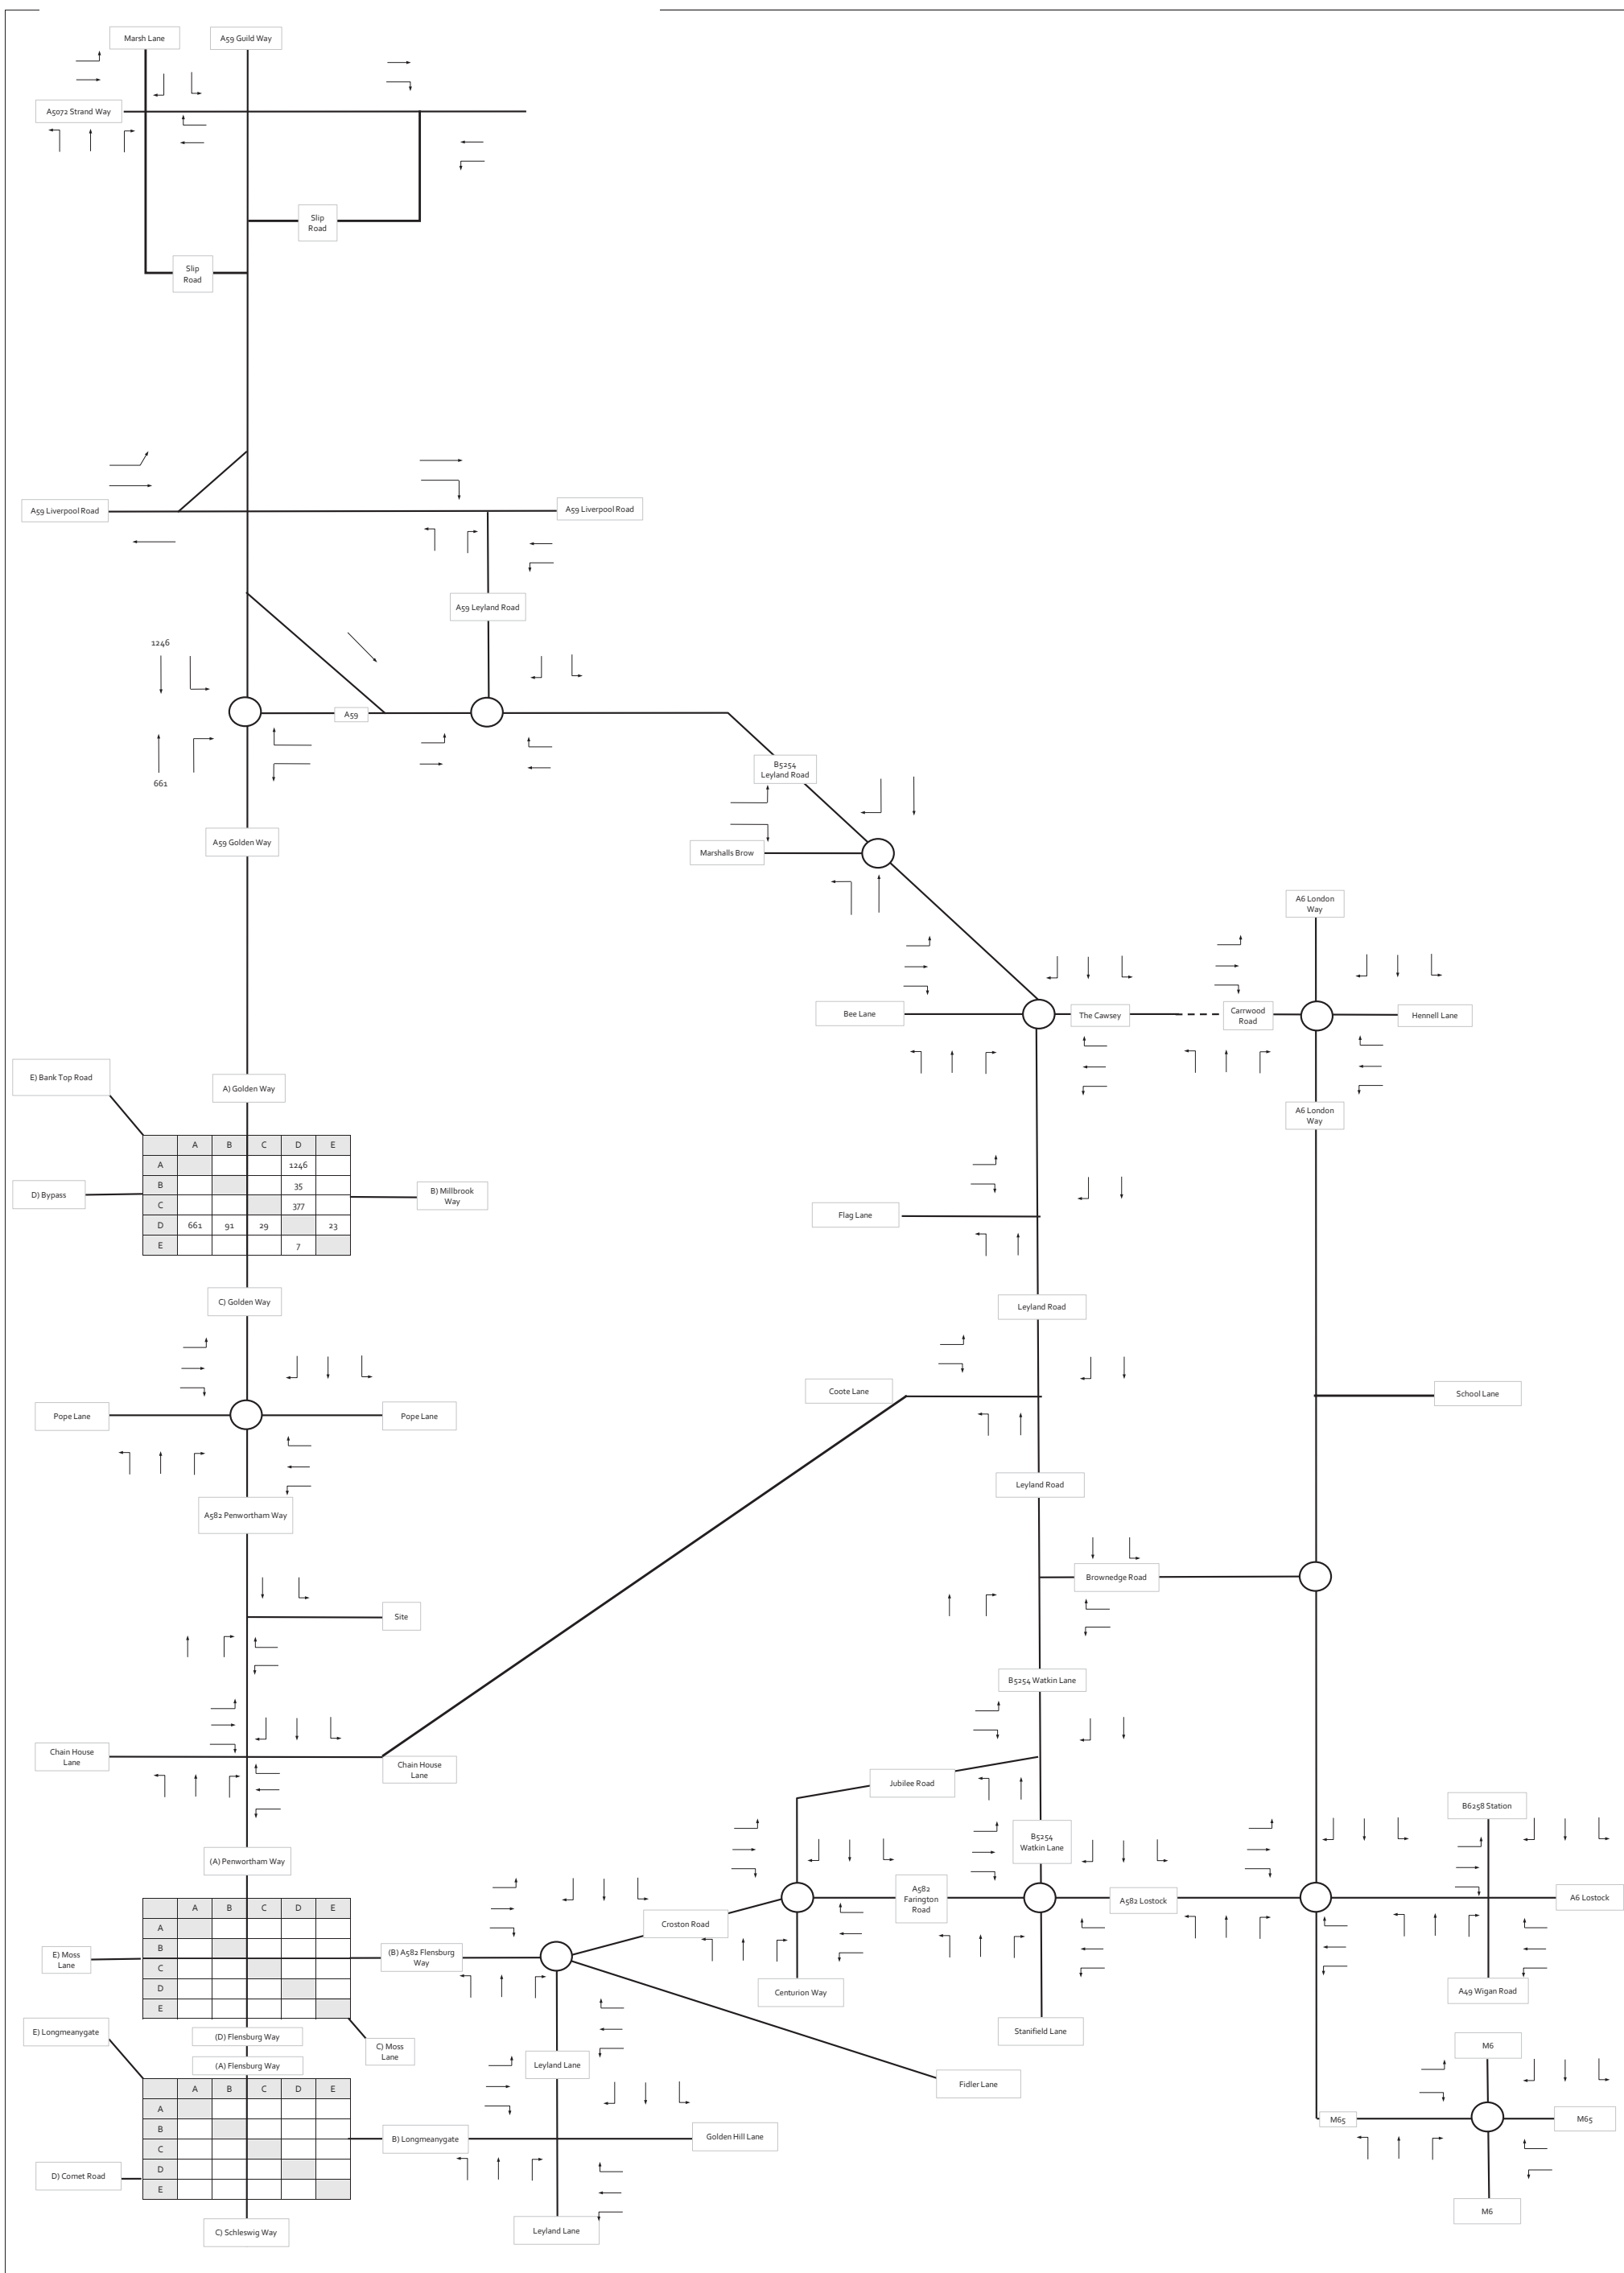 Marsh Lane
A59 Guild Way
A5072 Strand Way
Slip
Road
Slip
Road
A59 Liverpool Road
A59 Liverpool Road
A59 Leyland Road
1246
A59
661
B5254
Leyland Road
A59 Golden Way
Marshalls Brow
A6 London
Way
Bee Lane
The Cawsey
Carrwood
Road
Hennell Lane
E) Bank Top Road
A) Golden Way
A6 London
Way
A B C D E
A 1246
B 35
C 377
D 661 91 29 23
E 7
D) Bypass
B) Millbrook
Way
Flag Lane
C) Golden Way
Leyland Road
Coote Lane
School Lane
Pope Lane
Pope Lane
Leyland Road
A582 Penwortham Way
Brownedge Road
Site
B5254 Watkin Lane
Chain House
Lane
Chain House
Lane
Jubilee Road
B6258 Station
B5254
Watkin Lane
(A) Penwortham Way
A582
Farington
Road
A582 Lostock
A6 Lostock
A B C D E
A
B
C
D
E
Croston Road
E) Moss
Lane
(B) A582 Flensburg
Way
Centurion Way
A49 Wigan Road
E) Longmeanygate
(D) Flensburg Way
C) Moss
Lane
Stanifield Lane
(A) Flensburg Way
Leyland Lane
M6
Fidler Lane
A B C D E
A
B
C
D
E
M65
M65
B) Longmeanygate
Golden Hill Lane
D) Comet Road
C) Schleswig Way
Leyland Lane
M6